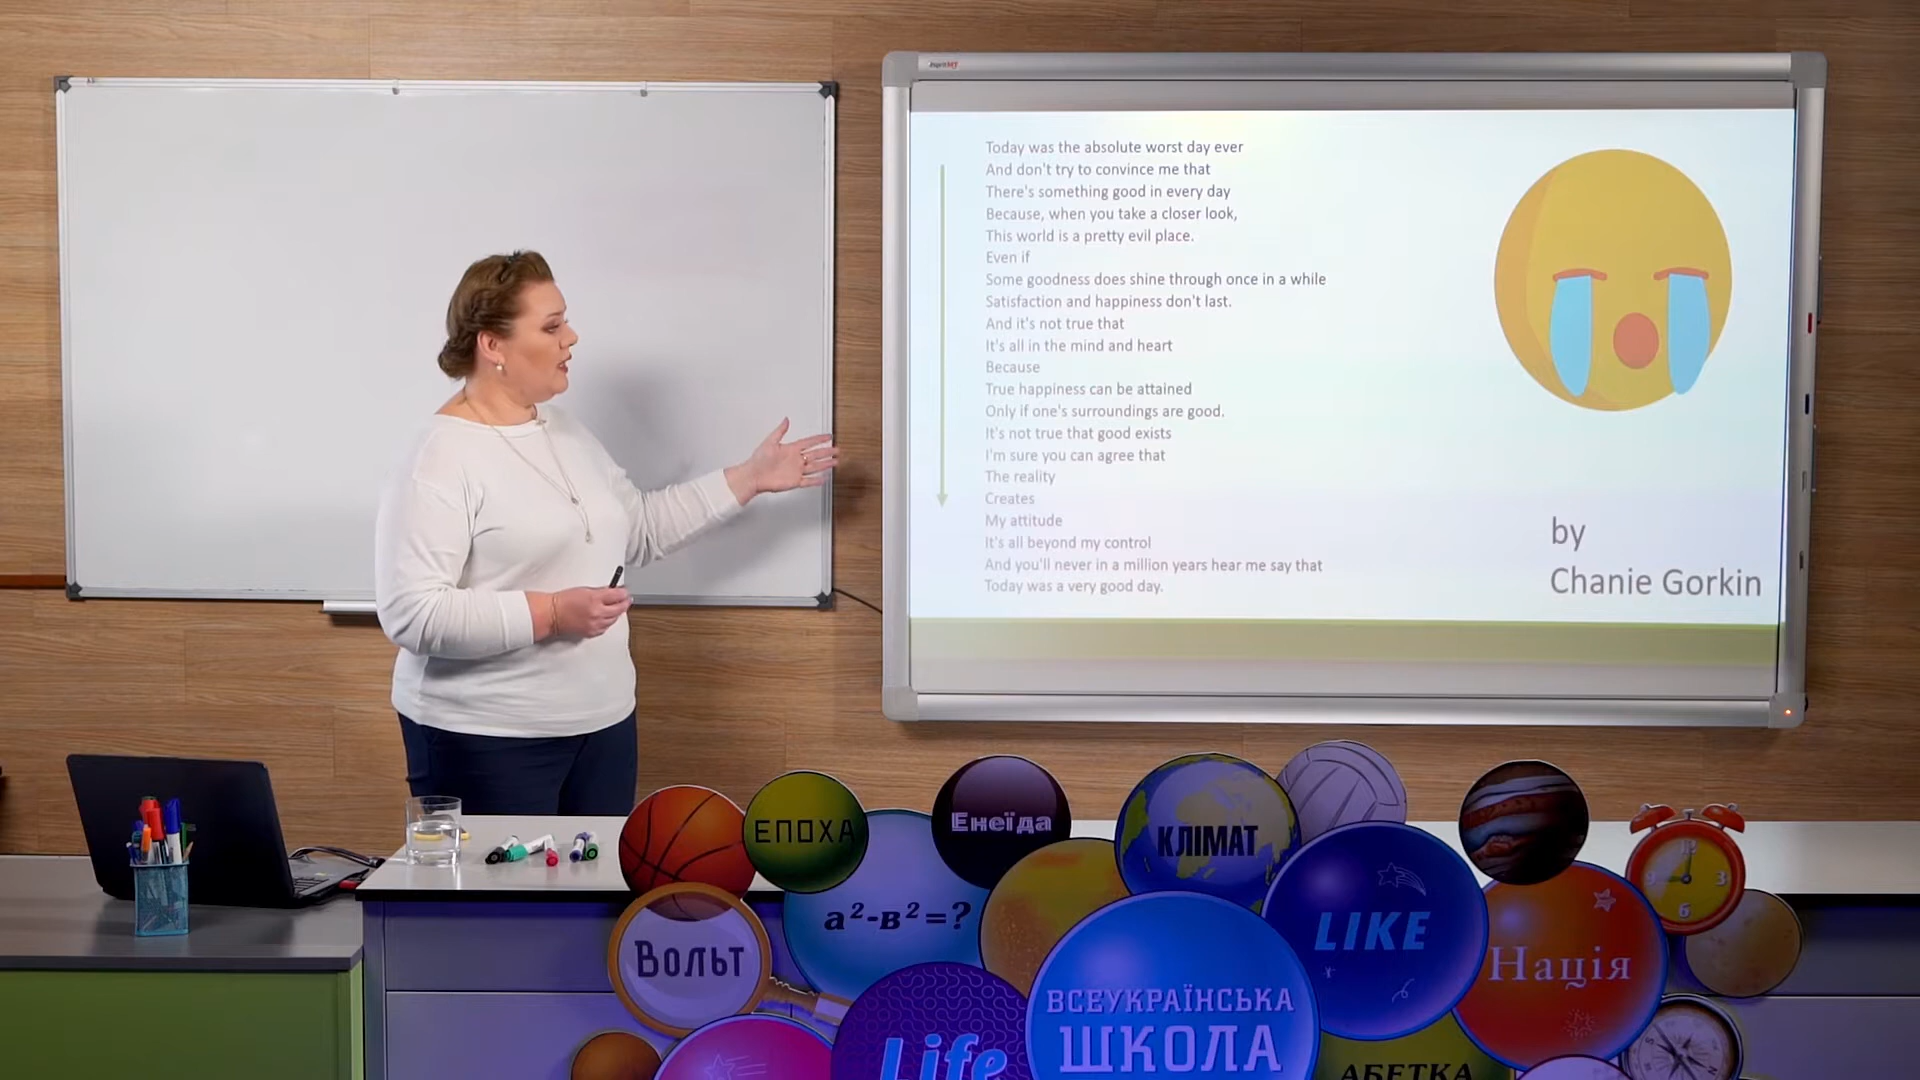 Today was the absolute worst day ever
And don't try to convince me that
There's something good in every day
Because, when you take a closer look,
This world is a pretty evil place.
Even if
Some goodness does shine through once in a while
Satisfaction and happiness don't last.
And it's not true that
It's all in the mind and heart
Because
True happiness can be attained
Only if one's surroundings are good.
It's not true that good exists
I'm sure you can agree that
The reality
Creates
My attitude
It's all beyond my control
And you'll never in a million years hear me say that
Today was a very good day.
by
Chanie Gorkin
ЕПОХА
Енеїда
КЛІМАТ
a²-в²=?
Вольт
LIKE
Нація
ВСЕУКРАЇНСЬКА
ШКОЛА
Life
АБЕТКА
12
9
3
6